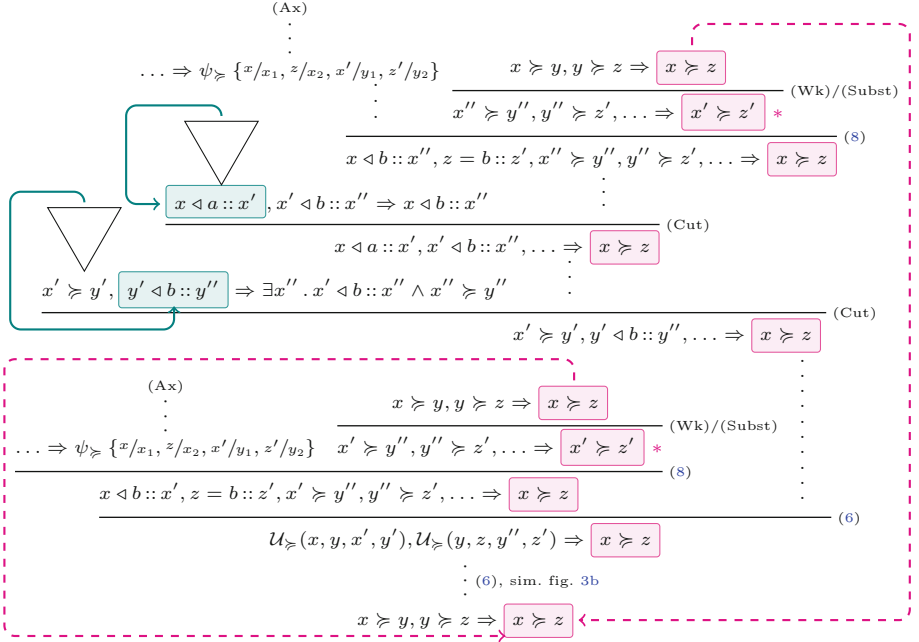 (Ax)
… ⇒ ψ≽ {x/x₁, z/x₂, x′/y₁, z′/y₂}
x ≽ y, y ≽ z ⇒ x ≽ z
(Wk)/(Subst)
x″ ≽ y″, y″ ≽ z′, … ⇒ x′ ≽ z′ *
(8)
x ◃ b :: x″, z = b :: z′, x″ ≽ y″, y″ ≽ z′, … ⇒ x ≽ z
x ◃ a :: x′, x′ ◃ b :: x″ ⇒ x ◃ b :: x″
(Cut)
x ◃ a :: x′, x′ ◃ b :: x″, … ⇒ x ≽ z
x′ ≽ y′, y′ ◃ b :: y″ ⇒ ∃x″ . x′ ◃ b :: x″ ∧ x″ ≽ y″
(Cut)
x′ ≽ y′, y′ ◃ b :: y″, … ⇒ x ≽ z
(Ax)
x ≽ y, y ≽ z ⇒ x ≽ z
(Wk)/(Subst)
… ⇒ ψ≽ {x/x₁, z/x₂, x′/y₁, z′/y₂} x′ ≽ y″, y″ ≽ z′, … ⇒ x′ ≽ z′ *
(8)
x ◃ b :: x′, z = b :: z′, x′ ≽ y″, y″ ≽ z′, … ⇒ x ≽ z
(6)
𝒰≽(x, y, x′, y′), 𝒰≽(y, z, y″, z′) ⇒ x ≽ z
(6), sim. fig. 3b
x ≽ y, y ≽ z ⇒ x ≽ z